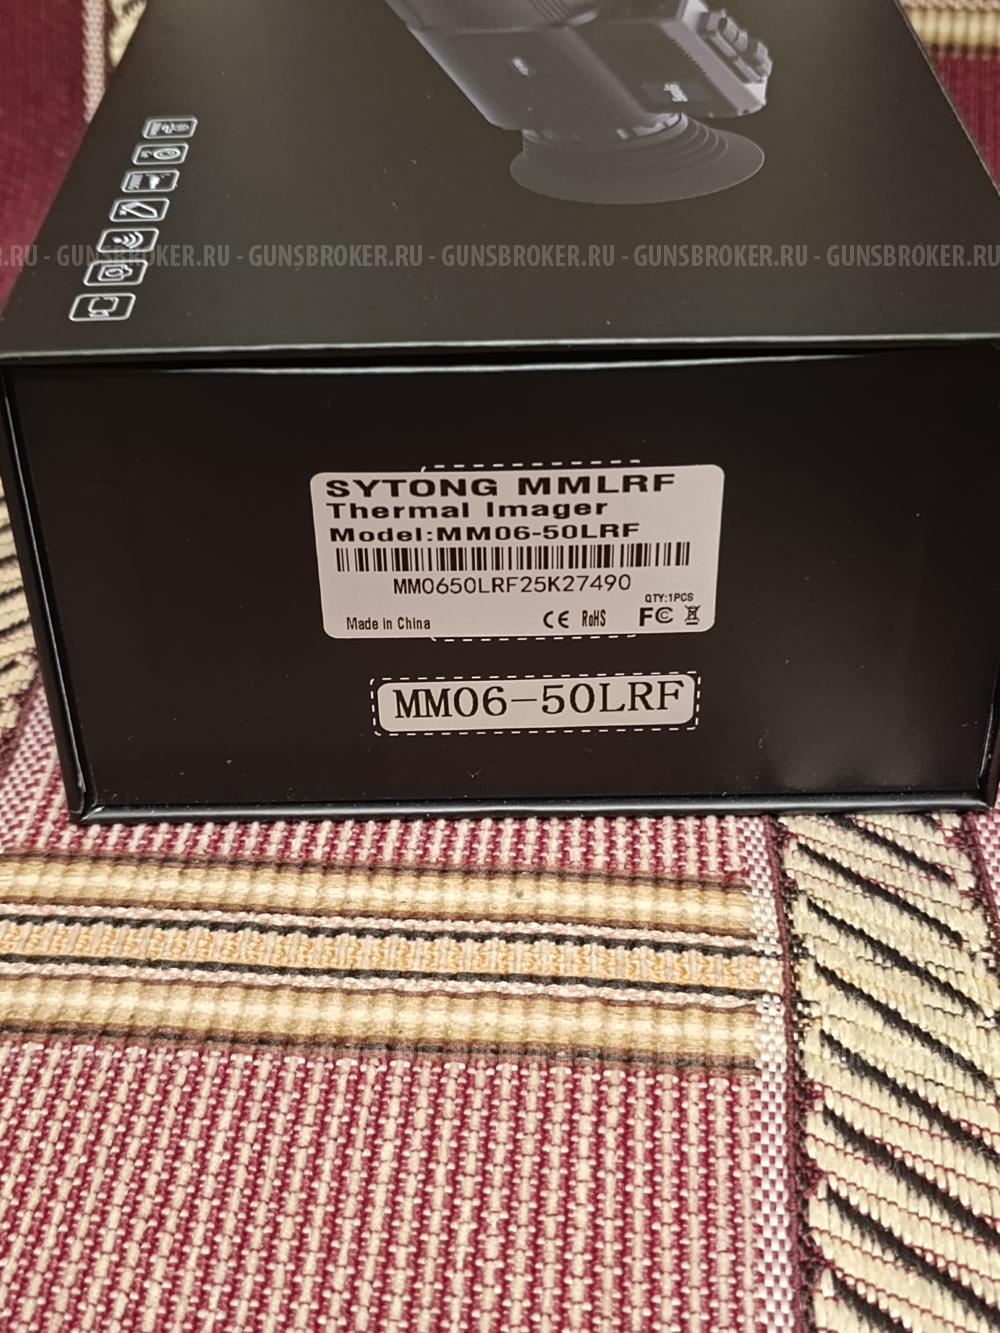 .RU - GUNSBROKER.RU - GUNSBROKER.RU - GUNSBROKER.RU - GUNSBROKER.RU - GUNSBROKER.RU
SYTONG MMLRF
Thermal Imager
Model:MM06-50LRF
MM0650LRF25K27490
QTY:1PCS
Made in China
CE RoHS FC
MM06-50LRF